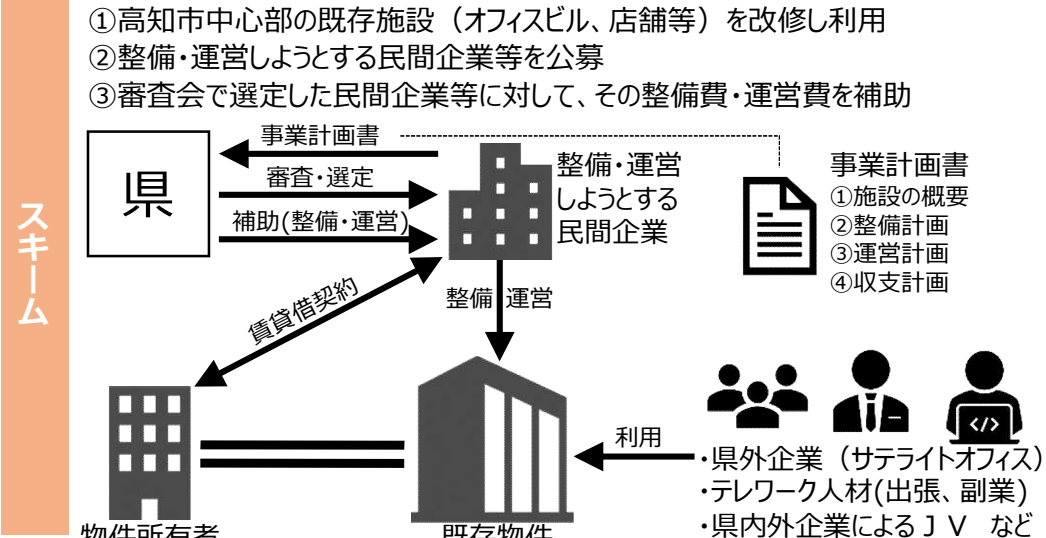 ①高知市中心部の既存施設（オフィスビル、店舗等）を改修し利用
②整備・運営しようとする民間企業等を公募
③審査会で選定した民間企業等に対して、その整備費・運営費を補助
スキーム
県
事業計画書
審査・選定
補助(整備・運営)
整備・運営
しようとする
民間企業
事業計画書
①施設の概要
②整備計画
③運営計画
④収支計画
賃貸借契約
整備 運営
利用
</>
・県外企業（サテライトオフィス）
・テレワーク人材(出張、副業)
・県内外企業によるＪＶ など
物件所有者
既存物件